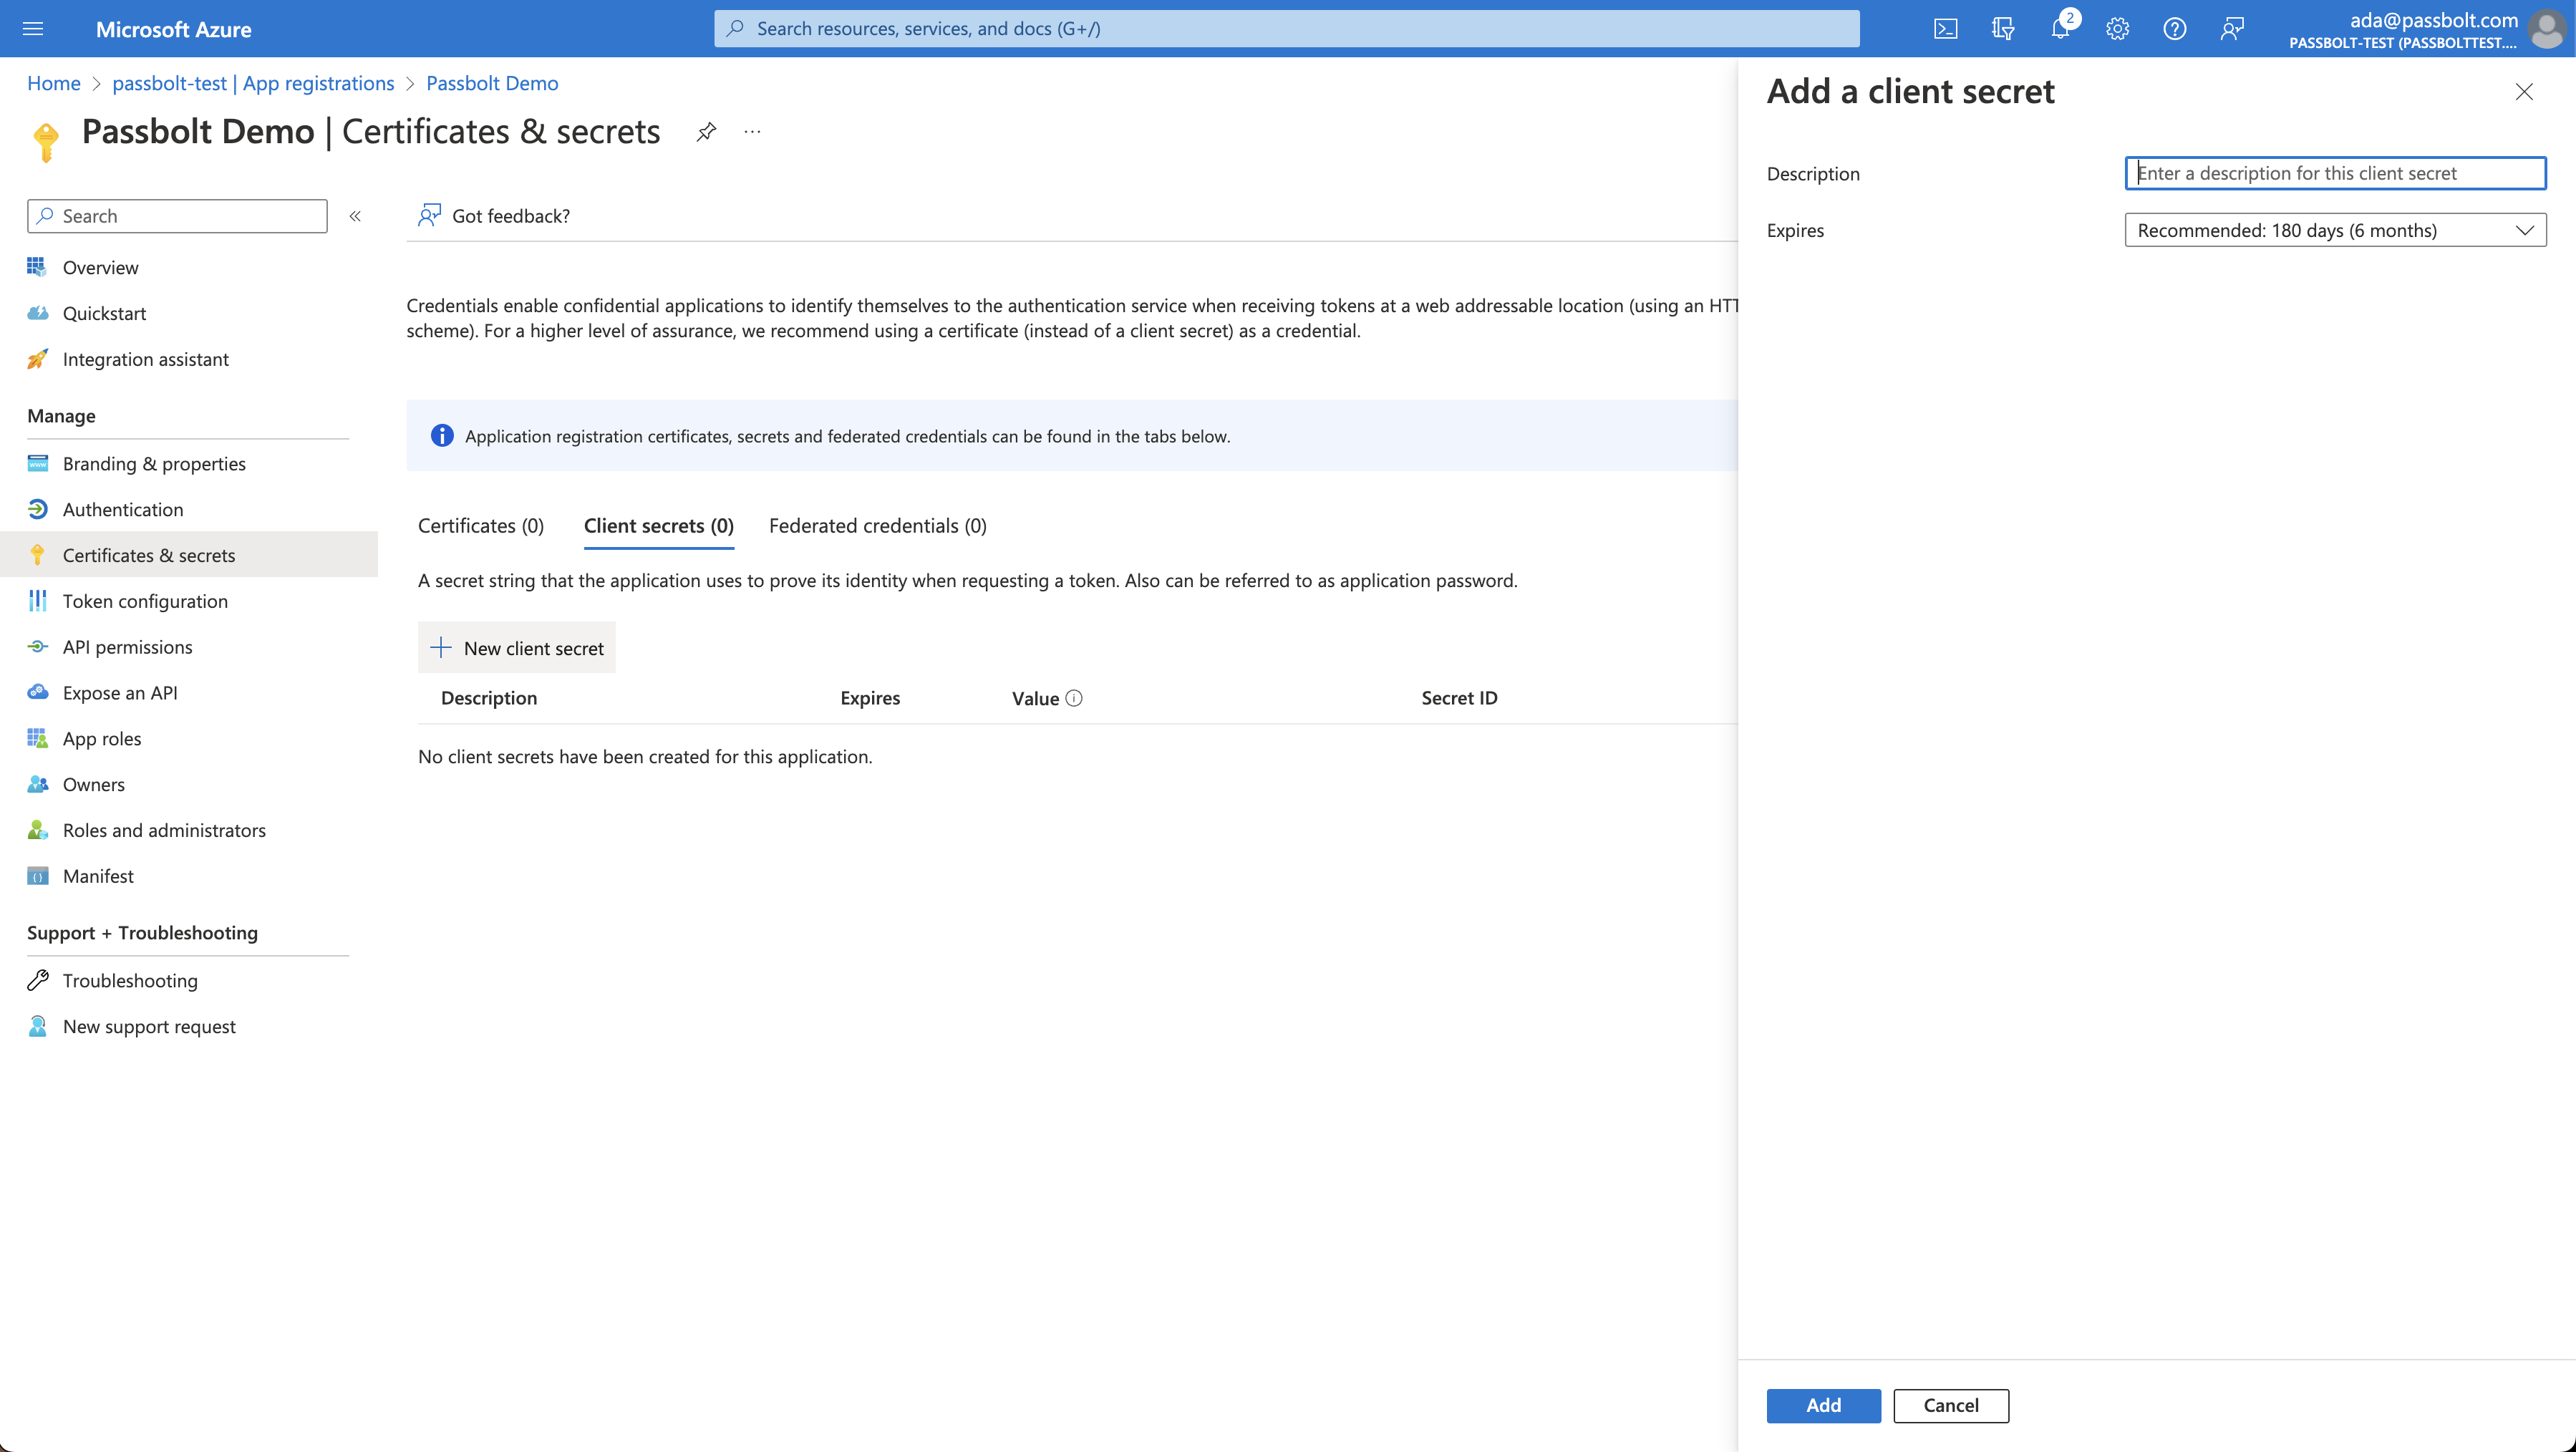 Microsoft Azure
Search resources, services, and docs (G+/)
2
ada@passbolt.com
PASSBOLT-TEST (PASSBOLTTEST....
Home > passbolt-test | App registrations > Passbolt Demo
Passbolt Demo | Certificates & secrets
...
Search
«
Overview
Quickstart
Integration assistant
Manage
Branding & properties
Authentication
Certificates & secrets
Token configuration
API permissions
Expose an API
App roles
Owners
Roles and administrators
Manifest
Support + Troubleshooting
Troubleshooting
New support request
Got feedback?
Credentials enable confidential applications to identify themselves to the authentication service when receiving tokens at a web addressable location (using an HTT
scheme). For a higher level of assurance, we recommend using a certificate (instead of a client secret) as a credential.
Application registration certificates, secrets and federated credentials can be found in the tabs below.
Certificates (0) Client secrets (0) Federated credentials (0)
A secret string that the application uses to prove its identity when requesting a token. Also can be referred to as application password.
New client secret
Description Expires Value Secret ID
No client secrets have been created for this application.
Add a client secret
Description
Enter a description for this client secret
Expires
Recommended: 180 days (6 months)
Add Cancel